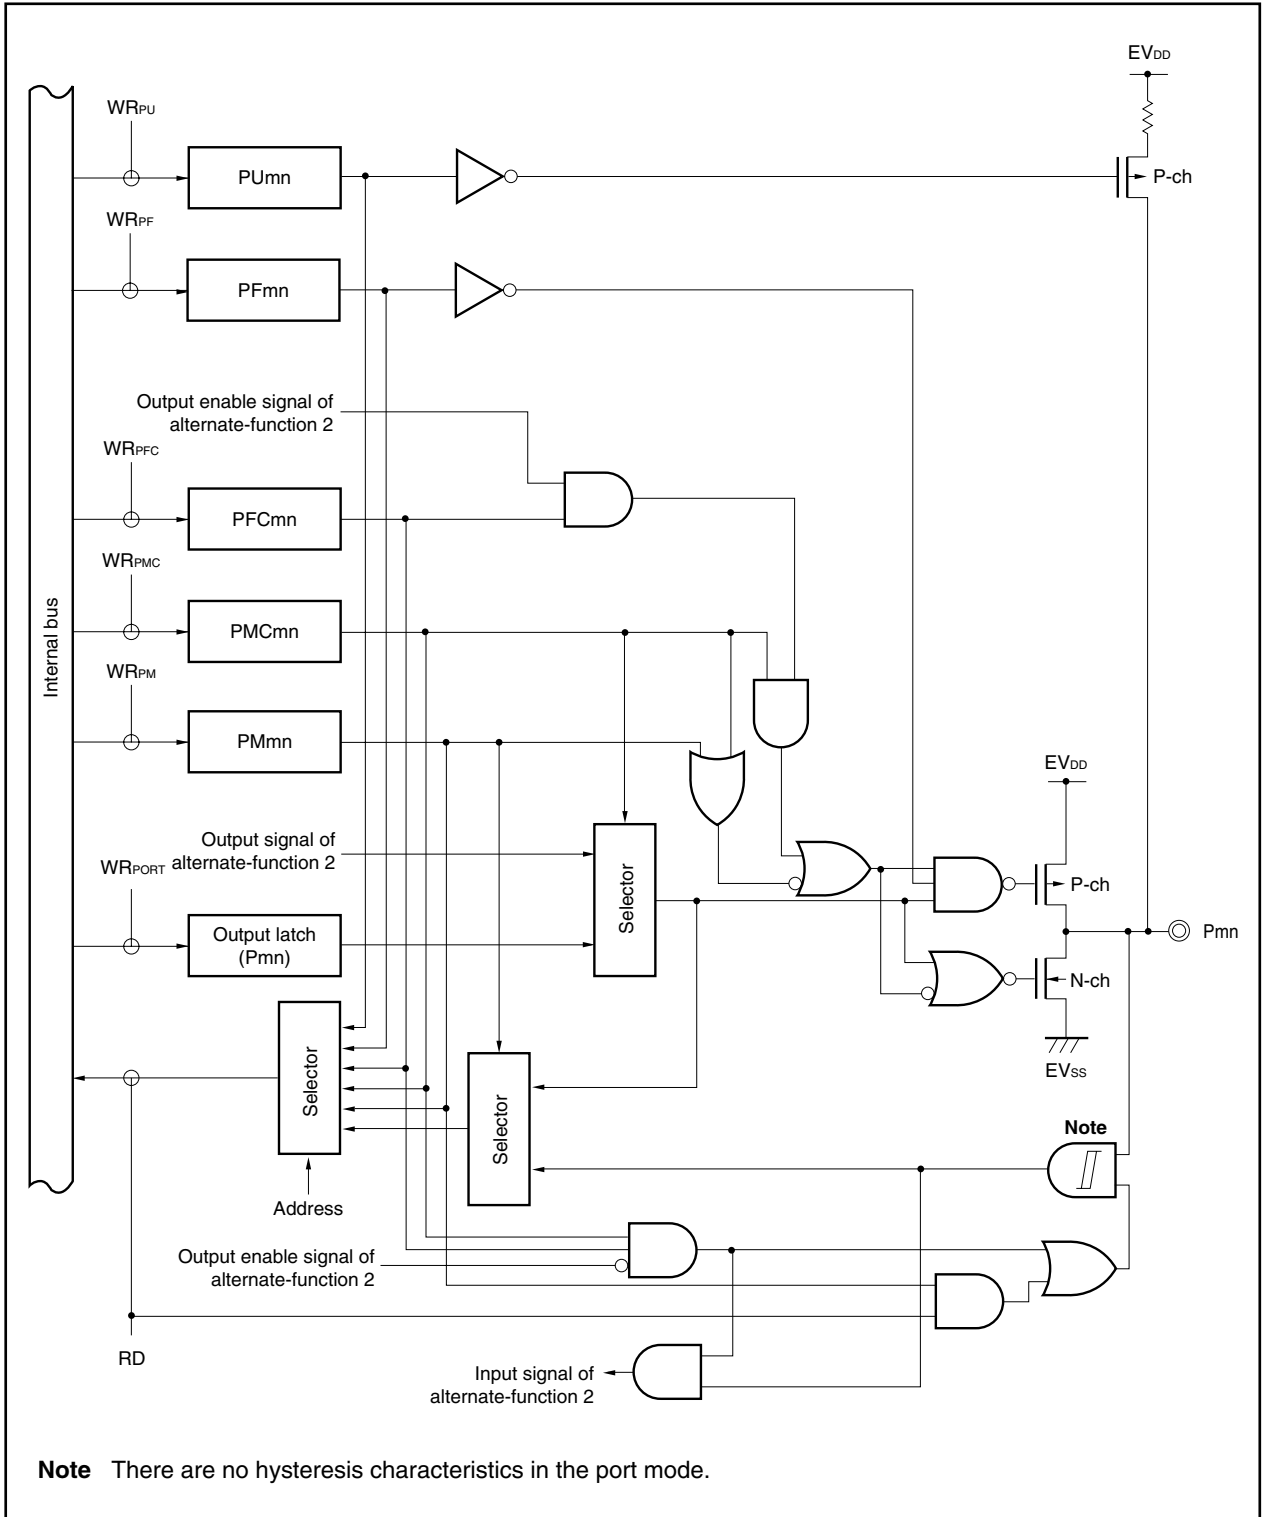 EVDD
WRPU
PUmn
P-ch
WRPF
PFmn
Output enable signal of
alternate-function 2
WRPFC
PFCmn
WRPMC
PMCmn
Internal bus
WRPM
PMmn
EVDD
Output signal of
alternate-function 2
WRPORT
Selector
P-ch
Output latch
(Pmn)
Pmn
N-ch
Selector
EVSS
Selector
Note
Address
Output enable signal of
alternate-function 2
RD
Input signal of
alternate-function 2
Note There are no hysteresis characteristics in the port mode.